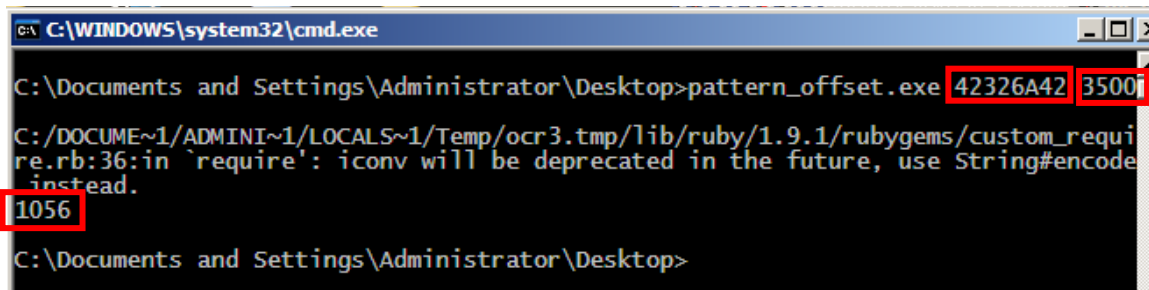 C:\WINDOWS\system32\cmd.exe
C:\Documents and Settings\Administrator\Desktop>pattern_offset.exe 42326A42 3500
C:/DOCUME~1/ADMINI~1/LOCALS~1/Temp/ocr3.tmp/lib/ruby/1.9.1/rubygems/custom_requi
re.rb:36:in `require': iconv will be deprecated in the future, use String#encode
instead.
1056
C:\Documents and Settings\Administrator\Desktop>